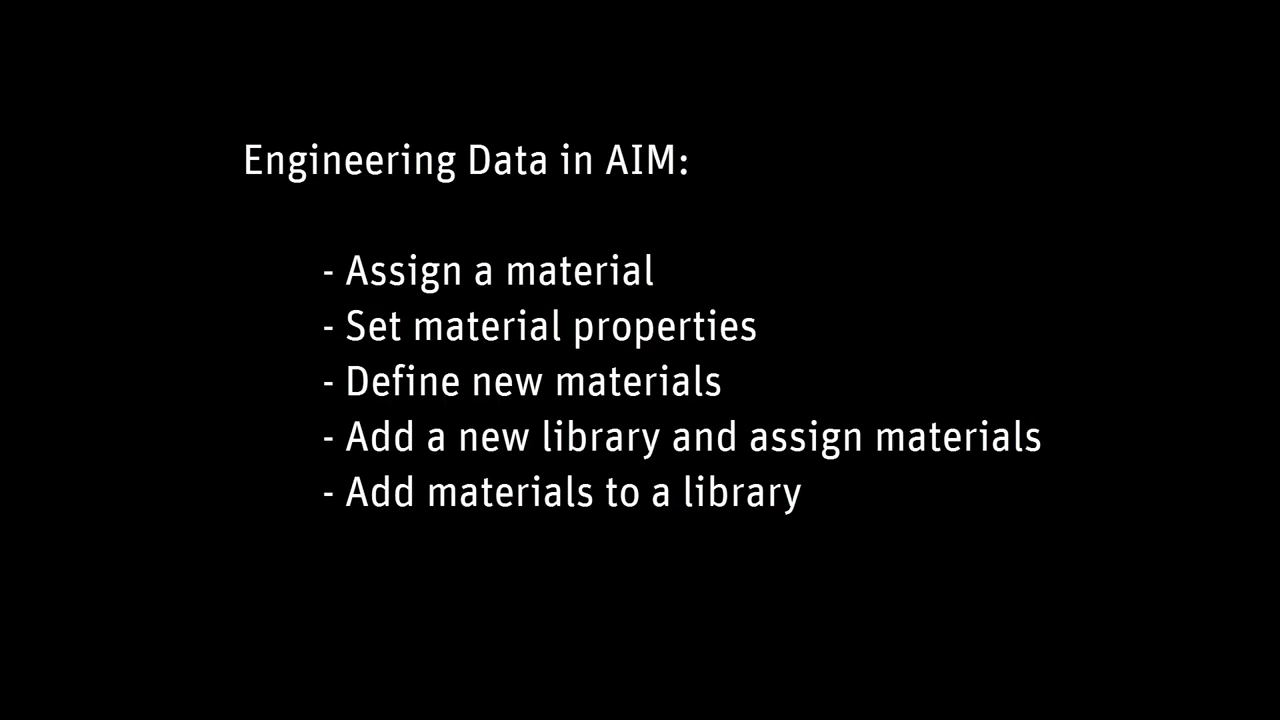 Engineering Data in AIM:
- Assign a material
- Set material properties
- Define new materials
- Add a new library and assign materials
- Add materials to a library